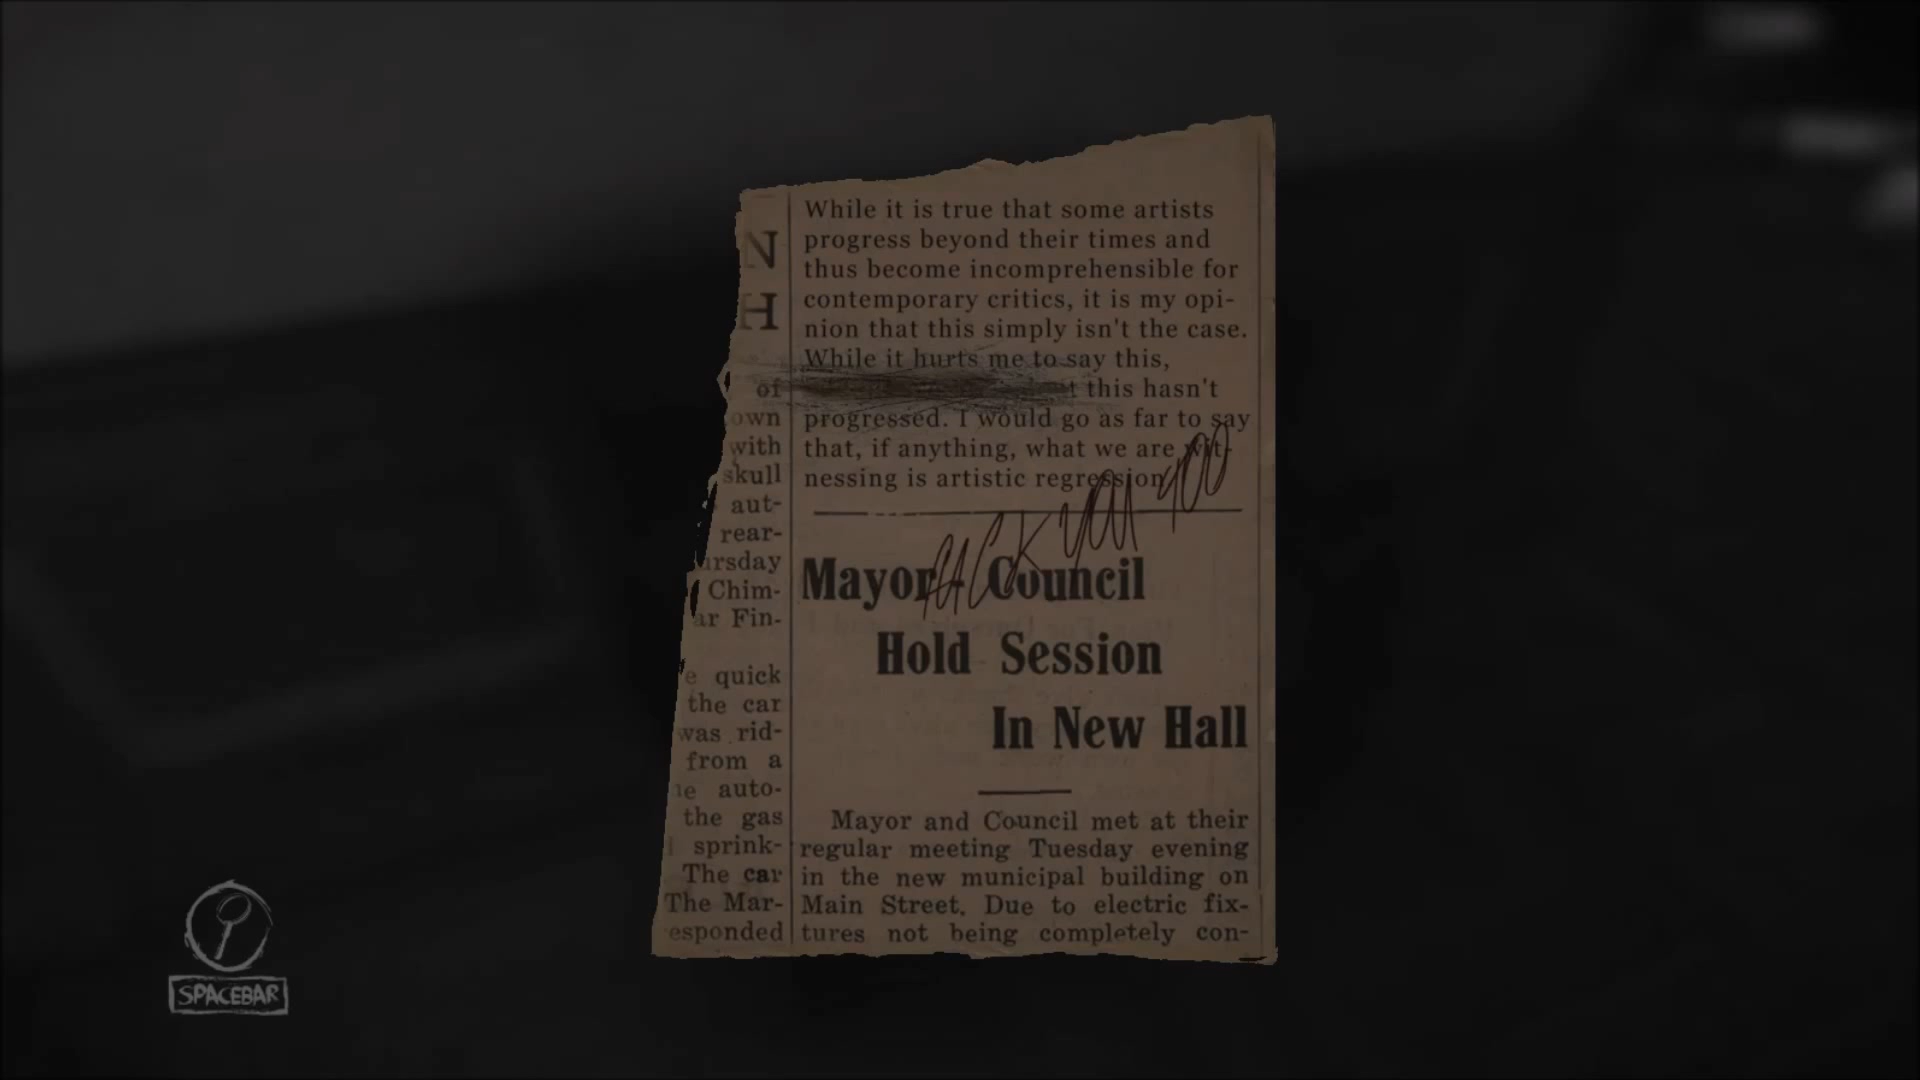 N
H
of
own
with
skull
aut-
rear-
ursday
Chim-
ar Fin-
e quick
the car
was rid-
from a
ne auto-
the gas
l sprink-
The car
The Mar-
esponded
While it is true that some artists
progress beyond their times and
thus become incomprehensible for
contemporary critics, it is my opi-
nion that this simply isn't the case.
While it hurts me to say this,
t this hasn't
progressed. I would go as far to say
that, if anything, what we are wit-
nessing is artistic regression
Mayor - Council
Hold Session
In New Hall
Mayor and Council met at their
regular meeting Tuesday evening
in the new municipal building on
Main Street. Due to electric fix-
tures not being completely con-
SPACEBAR